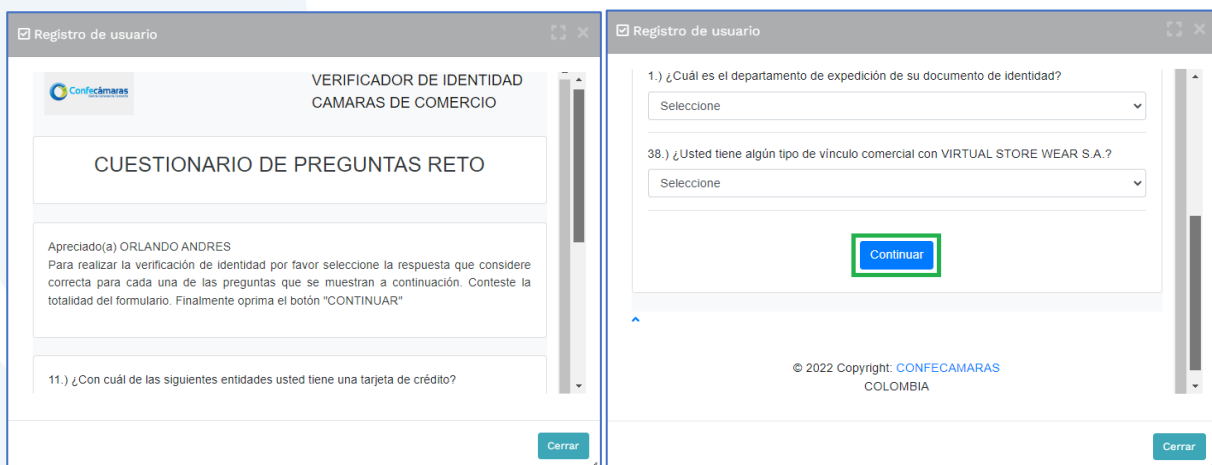 Registro de usuario
Confecámaras
VERIFICADOR DE IDENTIDAD
CAMARAS DE COMERCIO
CUESTIONARIO DE PREGUNTAS RETO
Apreciado(a) ORLANDO ANDRES
Para realizar la verificación de identidad por favor seleccione la respuesta que considere
correcta para cada una de las preguntas que se muestran a continuación. Conteste la
totalidad del formulario. Finalmente oprima el botón "CONTINUAR"
11.) ¿Con cuál de las siguientes entidades usted tiene una tarjeta de crédito?
Cerrar
Registro de usuario
1.) ¿Cuál es el departamento de expedición de su documento de identidad?
Seleccione
38.) ¿Usted tiene algún tipo de vínculo comercial con VIRTUAL STORE WEAR S.A.?
Seleccione
Continuar
© 2022 Copyright: CONFECAMARAS
COLOMBIA
Cerrar